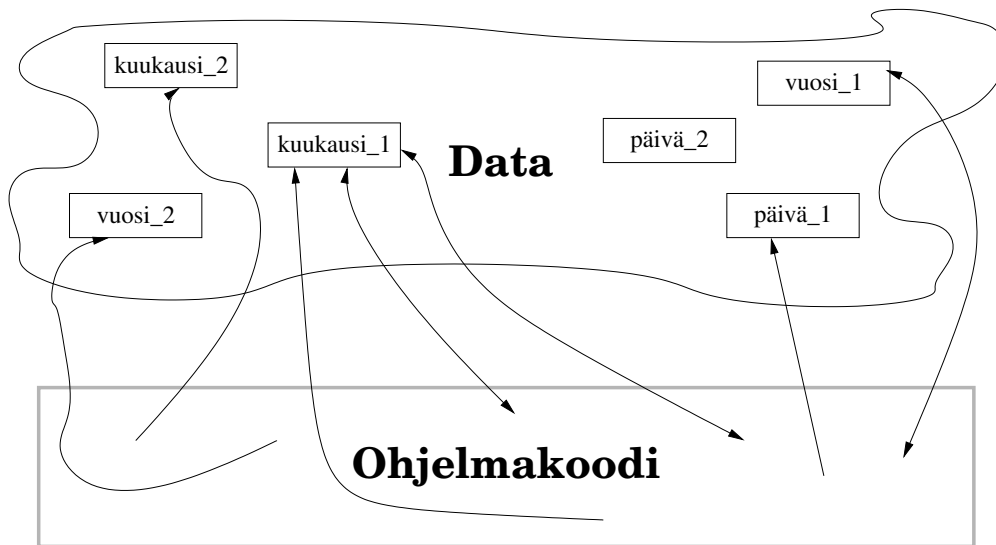 kuukausi_2
vuosi_1
kuukausi_1
päivä_2
Data
vuosi_2
päivä_1
Ohjelmakoodi